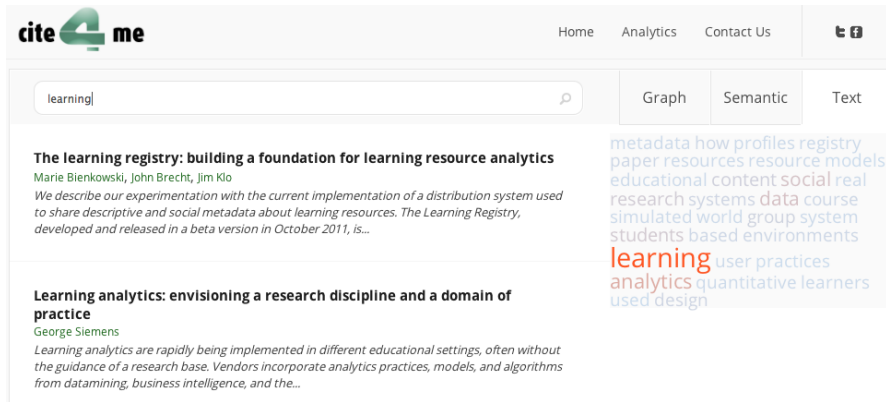 cite 4 me
Home Analytics Contact Us
learning
Graph Semantic Text
The learning registry: building a foundation for learning resource analytics
Marie Bienkowski, John Brecht, Jim Klo
We describe our experimentation with the current implementation of a distribution system used
to share descriptive and social metadata about learning resources. The Learning Registry,
developed and released in a beta version in October 2011, is...
Learning analytics: envisioning a research discipline and a domain of
practice
George Siemens
Learning analytics are rapidly being implemented in different educational settings, often without
the guidance of a research base. Vendors incorporate analytics practices, models, and algorithms
from datamining, business intelligence, and the...
metadata how profiles registry
paper resources resource models
educational content social real
research systems data course
simulated world group system
students based environments
learning user practices
analytics quantitative learners
used design